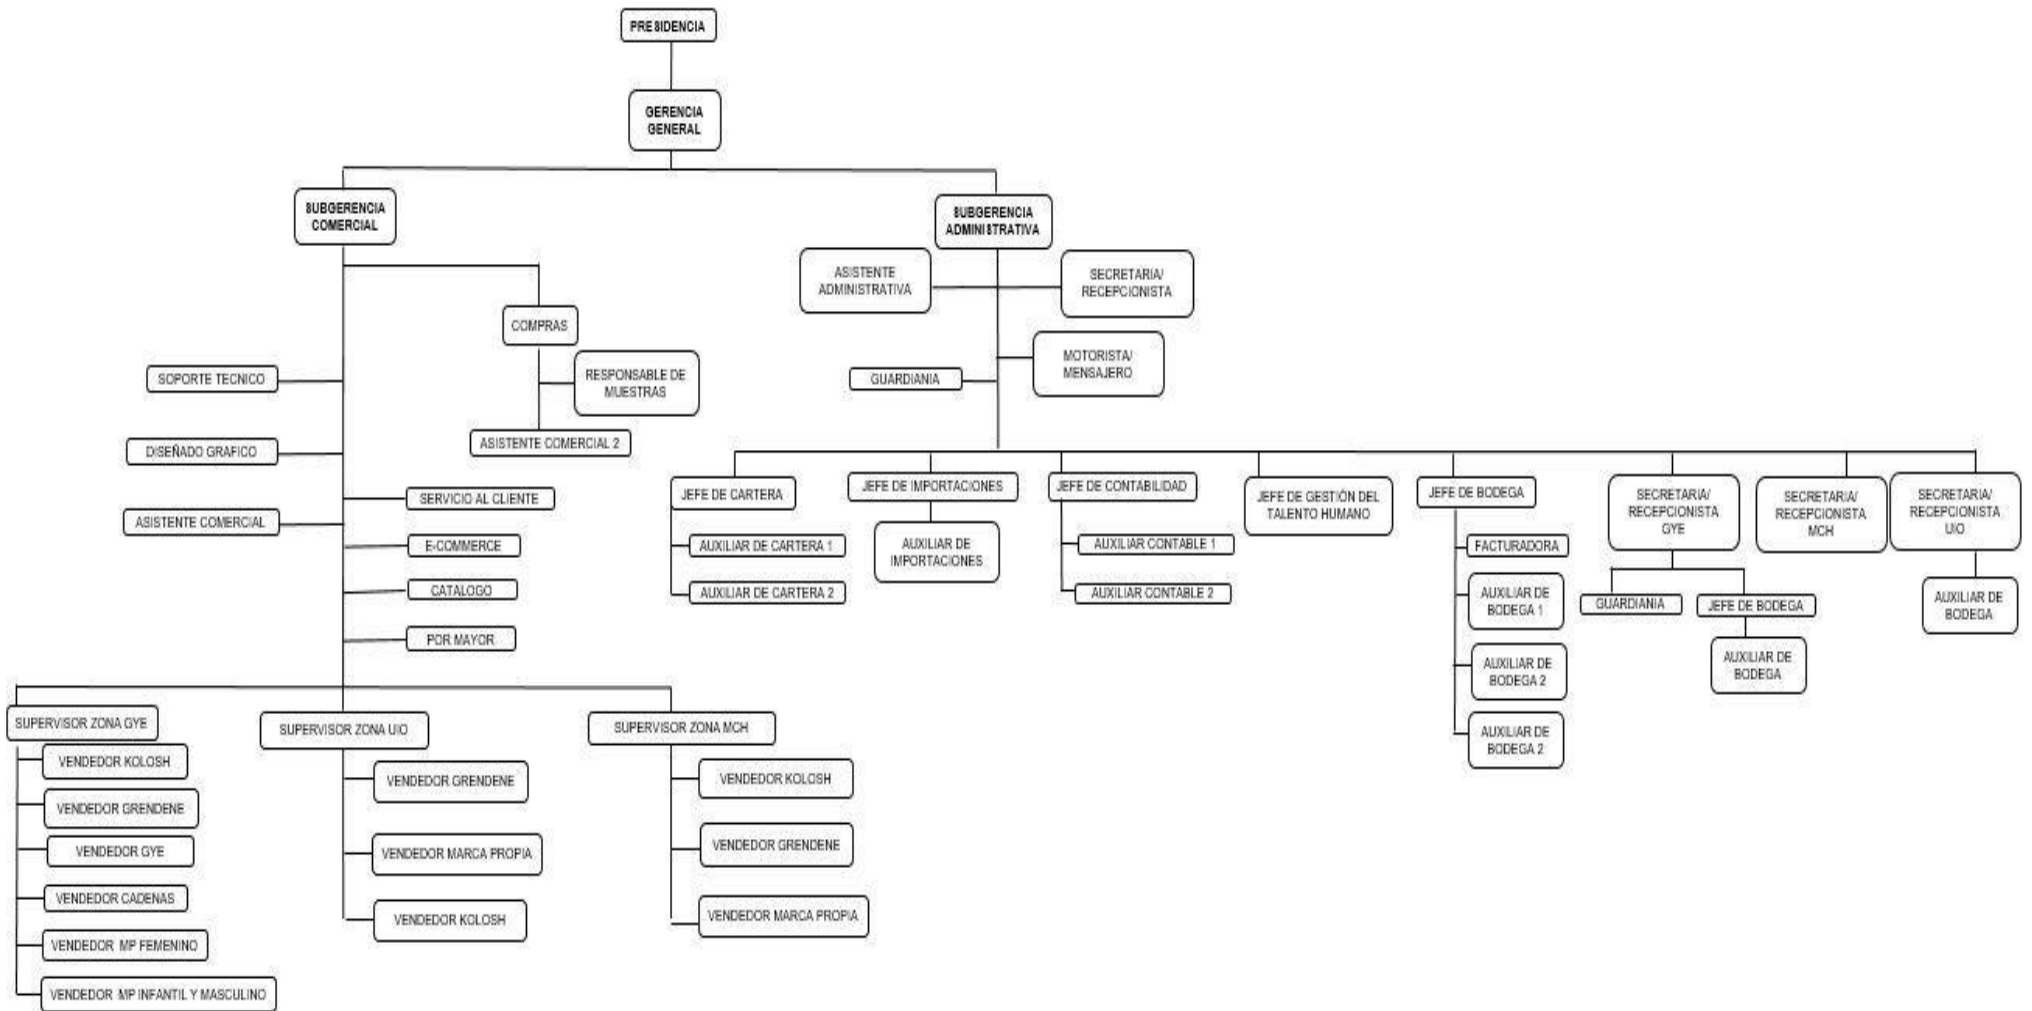 PRESIDENCIA
GERENCIA
GENERAL
SUBGERENCIA
COMERCIAL
SUBGERENCIA
ADMINISTRATIVA
ASISTENTE
ADMINISTRATIVA
SECRETARIA/
RECEPCIONISTA
COMPRAS
MOTORISTA/
MENSAJERO
SOPORTE TECNICO
RESPONSABLE DE
MUESTRAS
GUARDIANIA
DISEÑADO GRAFICO
ASISTENTE COMERCIAL 2
SERVICIO AL CLIENTE
ASISTENTE COMERCIAL
E-COMMERCE
CATALOGO
POR MAYOR
JEFE DE CARTERA
AUXILIAR DE CARTERA 1
AUXILIAR DE CARTERA 2
JEFE DE IMPORTACIONES
AUXILIAR DE
IMPORTACIONES
JEFE DE CONTABILIDAD
AUXILIAR CONTABLE 1
AUXILIAR CONTABLE 2
JEFE DE GESTIÓN DEL
TALENTO HUMANO
JEFE DE BODEGA
FACTURADORA
AUXILIAR DE
BODEGA 1
AUXILIAR DE
BODEGA 2
AUXILIAR DE
BODEGA 2
SECRETARIA/
RECEPCIONISTA
GYE
GUARDIANIA
JEFE DE BODEGA
AUXILIAR DE
BODEGA
SECRETARIA/
RECEPCIONISTA
MCH
SECRETARIA/
RECEPCIONISTA
UIO
AUXILIAR DE
BODEGA
SUPERVISOR ZONA GYE
VENDEDOR KOLOSH
VENDEDOR GRENDENE
VENDEDOR GYE
VENDEDOR CADENAS
VENDEDOR MP FEMENINO
VENDEDOR MP INFANTIL Y MASCULINO
SUPERVISOR ZONA UIO
VENDEDOR GRENDENE
VENDEDOR MARCA PROPIA
VENDEDOR KOLOSH
SUPERVISOR ZONA MCH
VENDEDOR KOLOSH
VENDEDOR GRENDENE
VENDEDOR MARCA PROPIA